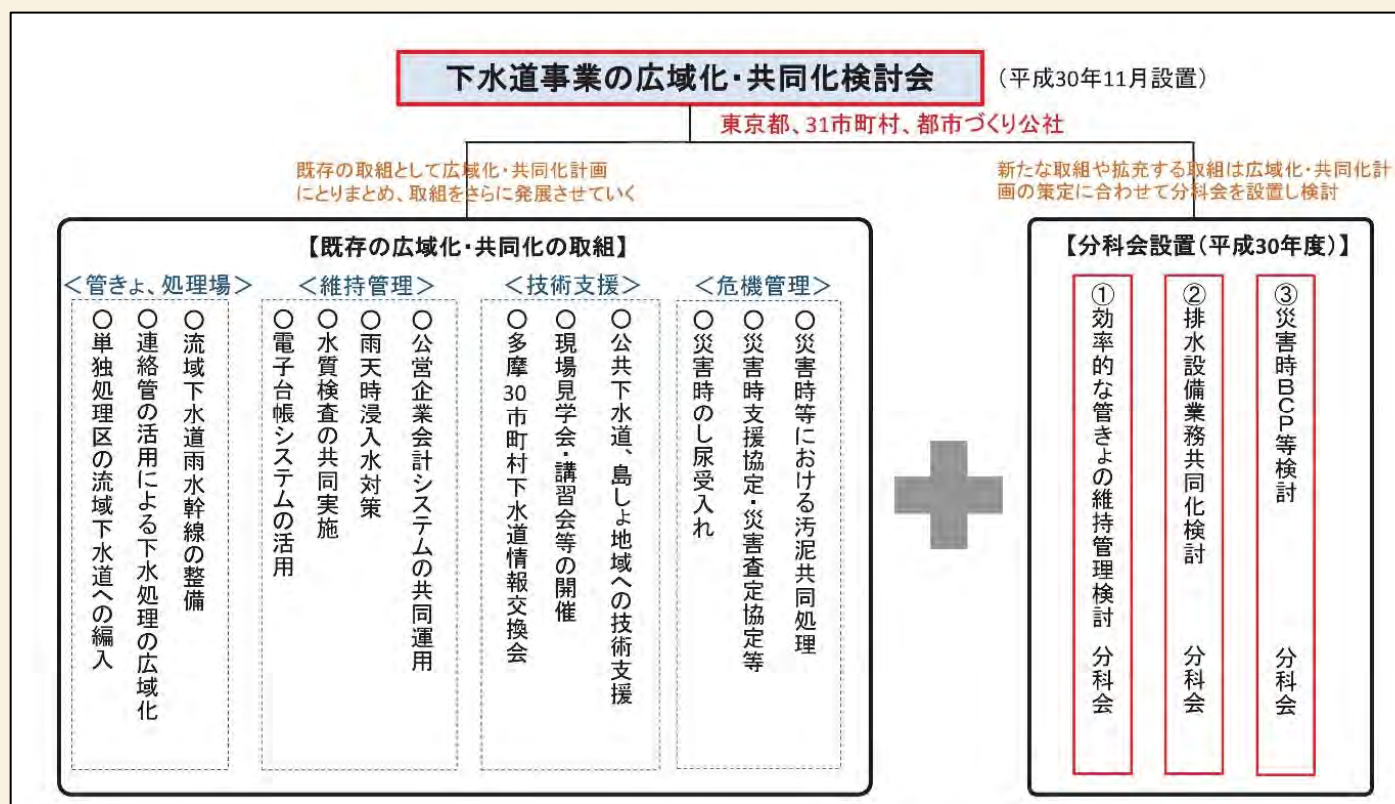 下水道事業の広域化・共同化検討会
（平成30年11月設置）
東京都、31市町村、都市づくり公社
既存の取組として広域化・共同化計画
にとりまとめ、取組をさらに発展させていく
新たな取組や拡充する取組は広域化・共同化計
画の策定に合わせて分科会を設置し検討
【既存の広域化・共同化の取組】
＜管きょ、処理場＞
○単独処理区の流域下水道への編入
○連絡管の活用による下水処理の広域化
○流域下水道雨水幹線の整備
＜維持管理＞
○電子台帳システムの活用
○水質検査の共同実施
○雨天時浸入水対策
○公営企業会計システムの共同運用
＜技術支援＞
○多摩30市町村下水道情報交換会
○現場見学会・講習会等の開催
○公共下水道、島しょ地域への技術支援
＜危機管理＞
○災害時のし尿受入れ
○災害時支援協定・災害査定協定等
○災害時等における汚泥共同処理
【分科会設置（平成30年度）】
①効率的な管きょの維持管理検討 分科会
②排水設備業務共同化検討 分科会
③災害時BCP等検討 分科会